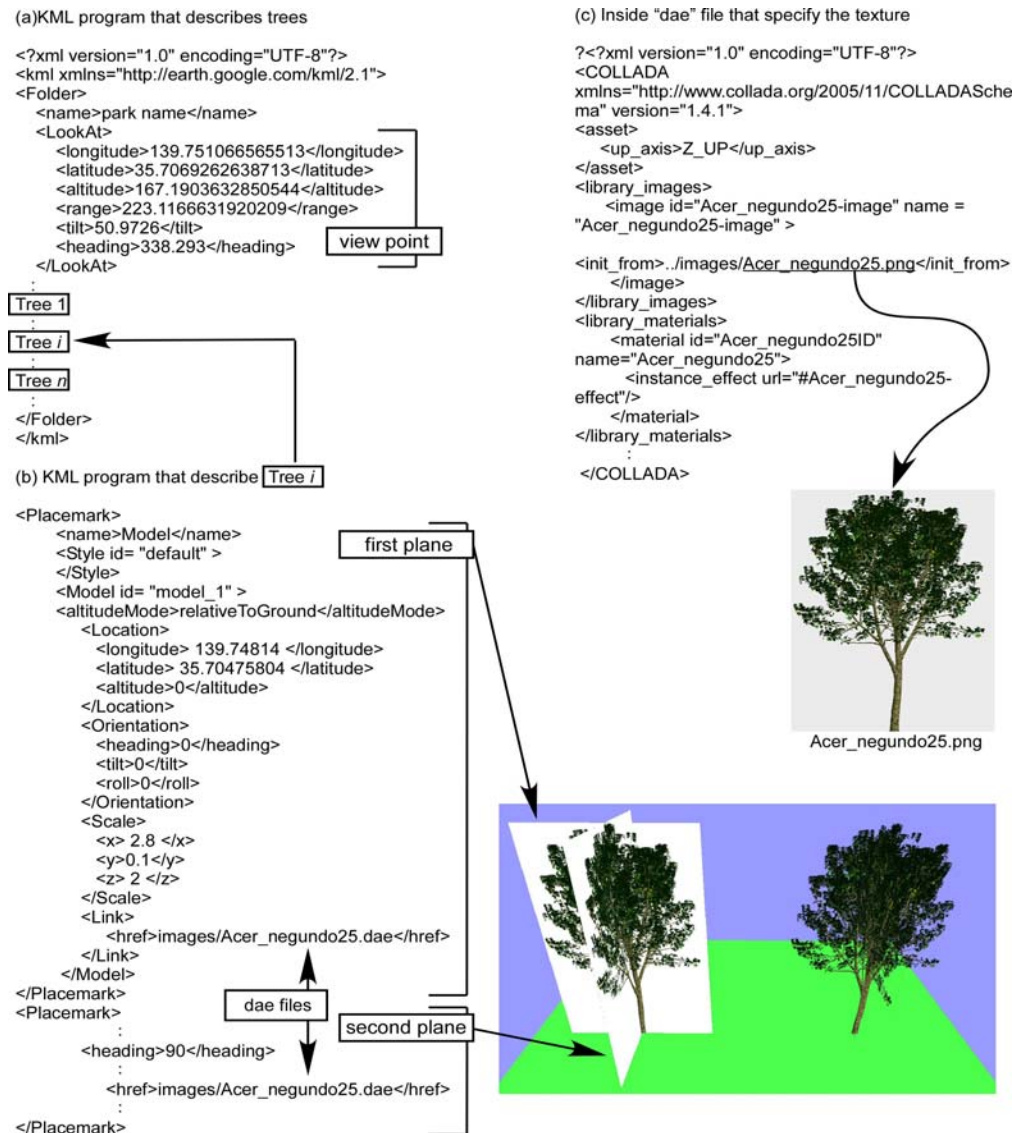 (a)KML program that describes trees
<?xml version="1.0" encoding="UTF-8"?>
<kml xmlns="http://earth.google.com/kml/2.1">
<Folder>
<name>park name</name>
<LookAt>
<longitude>139.751066565513</longitude>
<latitude>35.7069262638713</latitude>
<altitude>167.1903632850544</altitude>
<range>223.1166631920209</range>
<tilt>50.9726</tilt>
<heading>338.293</heading>
view point
</LookAt>
:
Tree 1
:
Tree i
:
Tree n
:
</Folder>
</kml>
(b) KML program that describe Tree i
<Placemark>
<name>Model</name>
<Style id= "default" >
</Style>
<Model id= "model_1" >
<altitudeMode>relativeToGround</altitudeMode>
<Location>
<longitude> 139.74814 </longitude>
<latitude> 35.70475804 </latitude>
<altitude>0</altitude>
</Location>
<Orientation>
<heading>0</heading>
<tilt>0</tilt>
<roll>0</roll>
</Orientation>
<Scale>
<x> 2.8 </x>
<y>0.1</y>
<z> 2 </z>
</Scale>
<Link>
<href>images/Acer_negundo25.dae</href>
</Link>
</Model>
</Placemark>
<Placemark>
:
<heading>90</heading>
:
<href>images/Acer_negundo25.dae</href>
:
</Placemark>
first plane
dae files
second plane
(c) Inside “dae” file that specify the texture
?<?xml version="1.0" encoding="UTF-8"?>
<COLLADA
xmlns="http://www.collada.org/2005/11/COLLADASche
ma" version="1.4.1">
<asset>
<up_axis>Z_UP</up_axis>
</asset>
<library_images>
<image id="Acer_negundo25-image" name =
"Acer_negundo25-image" >
<init_from>../images/Acer_negundo25.png</init_from>
</image>
</library_images>
<library_materials>
<material id="Acer_negundo25ID"
name="Acer_negundo25">
<instance_effect url="#Acer_negundo25-
effect"/>
</material>
</library_materials>
:
</COLLADA>
Acer_negundo25.png